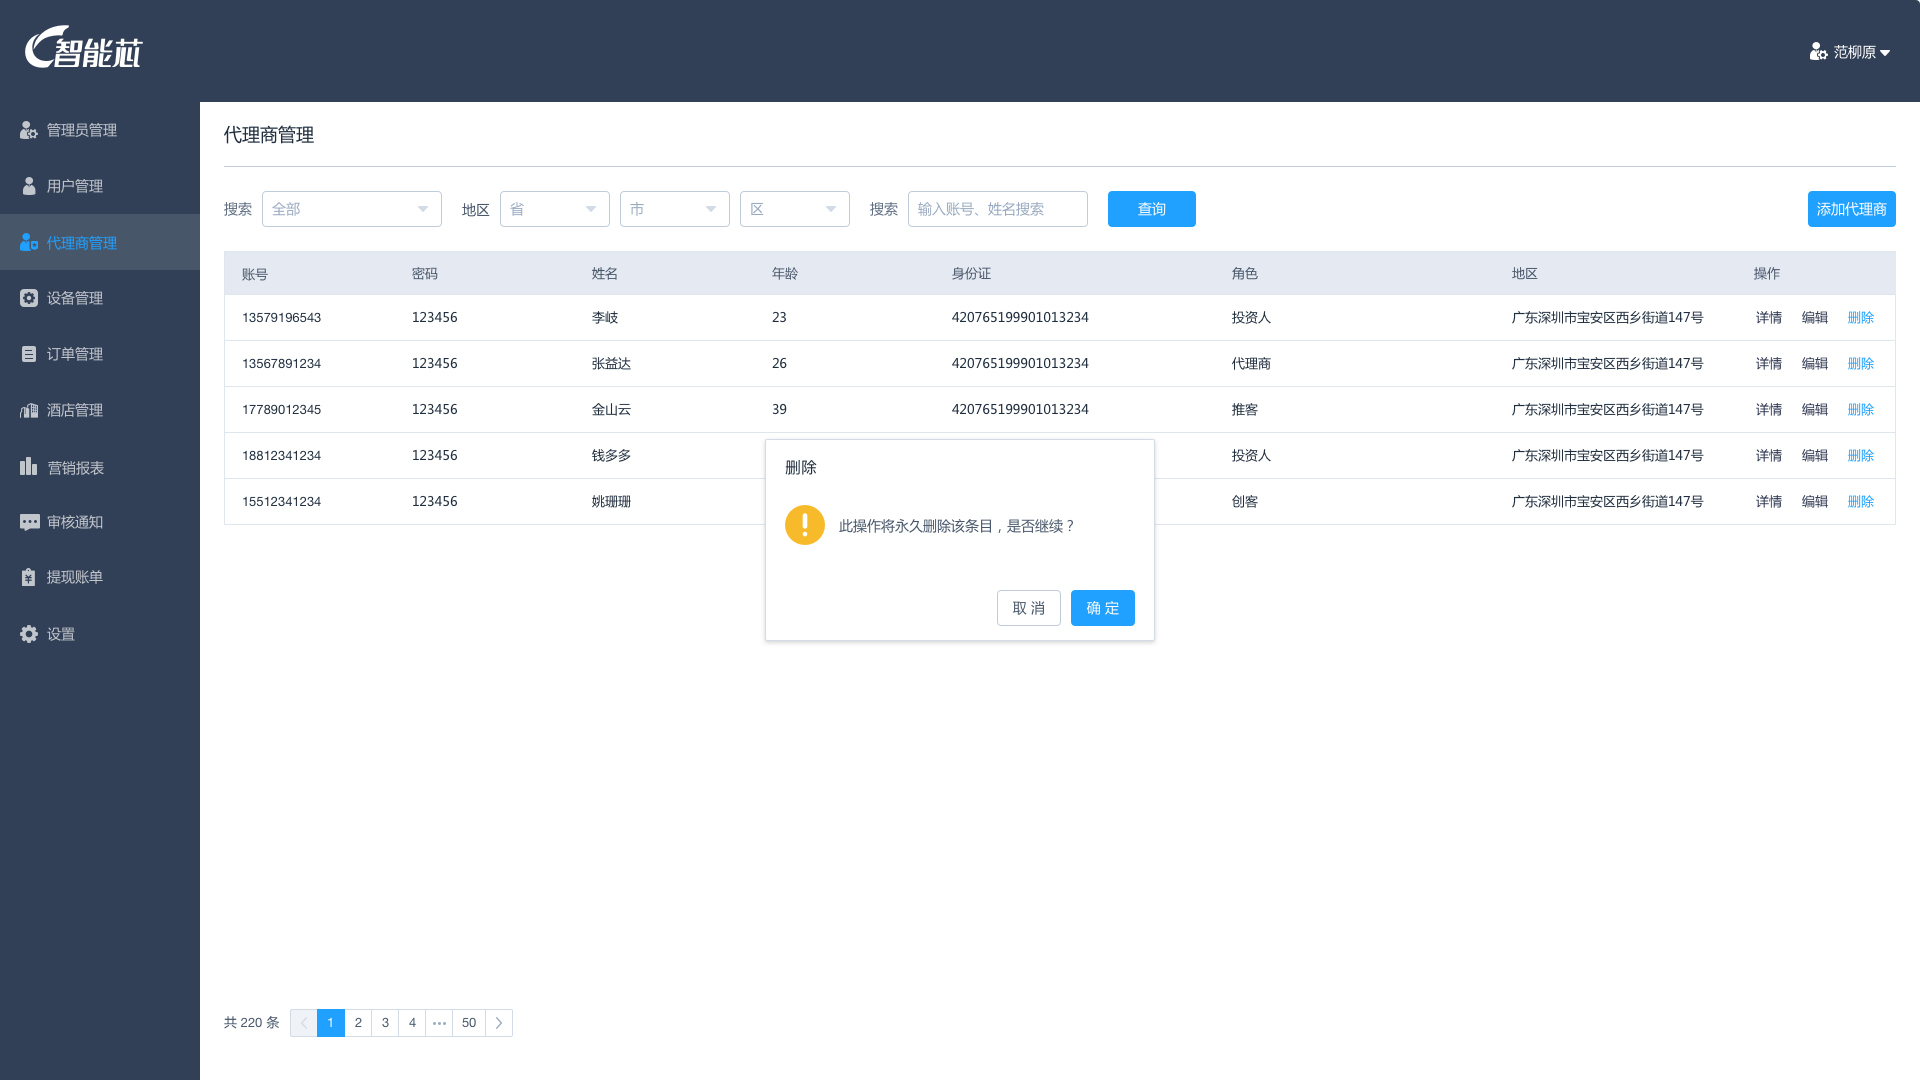 智能芯
范柳原
管理员管理
用户管理
代理商管理
设备管理
订单管理
酒店管理
营销报表
审核通知
提现账单
设置
代理商管理
搜索 全部 地区 省 市 区 搜索 输入账号、姓名搜索 查询 添加代理商
账号 密码 姓名 年龄 身份证 角色 地区 操作
13579196543 123456 李岐 23 420765199901013234 投资人 广东深圳市宝安区西乡街道147号 详情 编辑 删除
13567891234 123456 张益达 26 420765199901013234 代理商 广东深圳市宝安区西乡街道147号 详情 编辑 删除
17789012345 123456 金山云 39 420765199901013234 推客 广东深圳市宝安区西乡街道147号 详情 编辑 删除
18812341234 123456 钱多多 投资人 广东深圳市宝安区西乡街道147号 详情 编辑 删除
15512341234 123456 姚珊珊 创客 广东深圳市宝安区西乡街道147号 详情 编辑 删除
删除
此操作将永久删除该条目，是否继续？
取 消 确 定
共 220 条 1 2 3 4 ••• 50